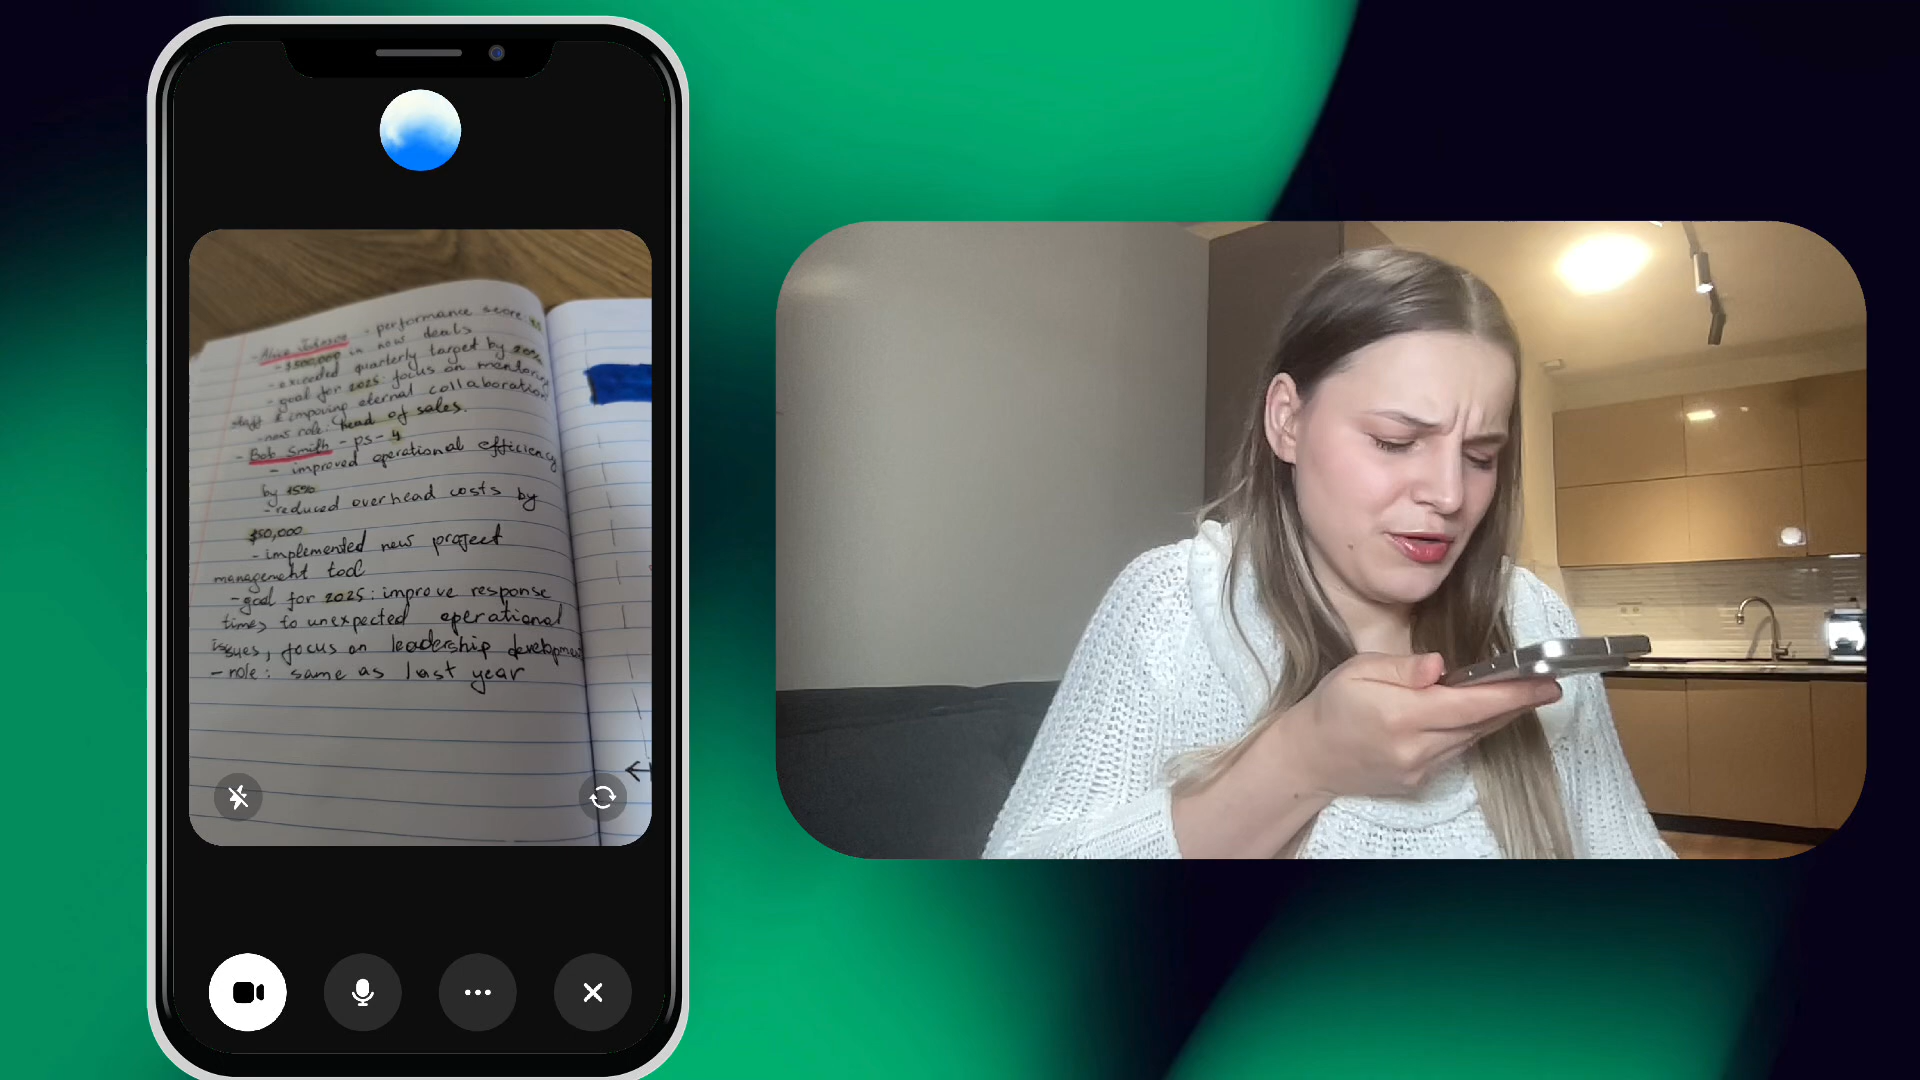 - Alice Johnson - performance score
- $500,000 in new deals
- exceeded quarterly target by 20%
- goal for 2025: focus on mentoring
staff & improving eternal collaboration
- new role: head of sales.
- Bob Smith - ps - 4
- improved operational efficiency
by 15%
- reduced overhead costs by
$50,000
- implemented new project
management tool
- goal for 2025: improve response
times to unexpected operational
issues, focus on leadership development
- role: same as last year